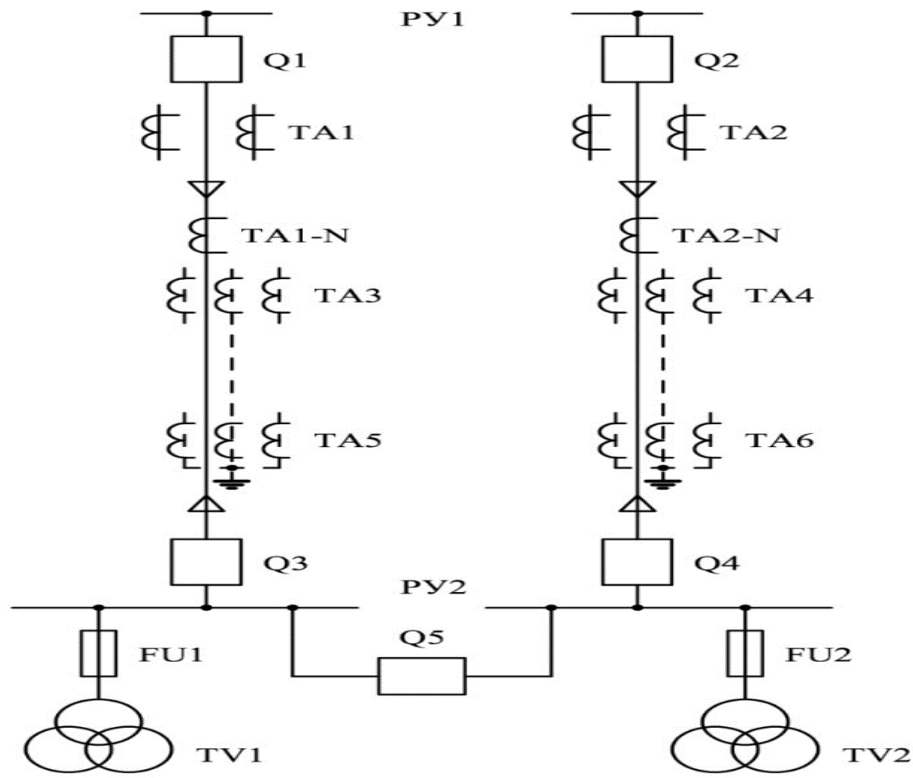 РУ1
Q1
Q2
TA1
TA2
TA1-N
TA2-N
TA3
TA4
TA5
TA6
Q3
Q4
РУ2
Q5
FU1
FU2
TV1
TV2